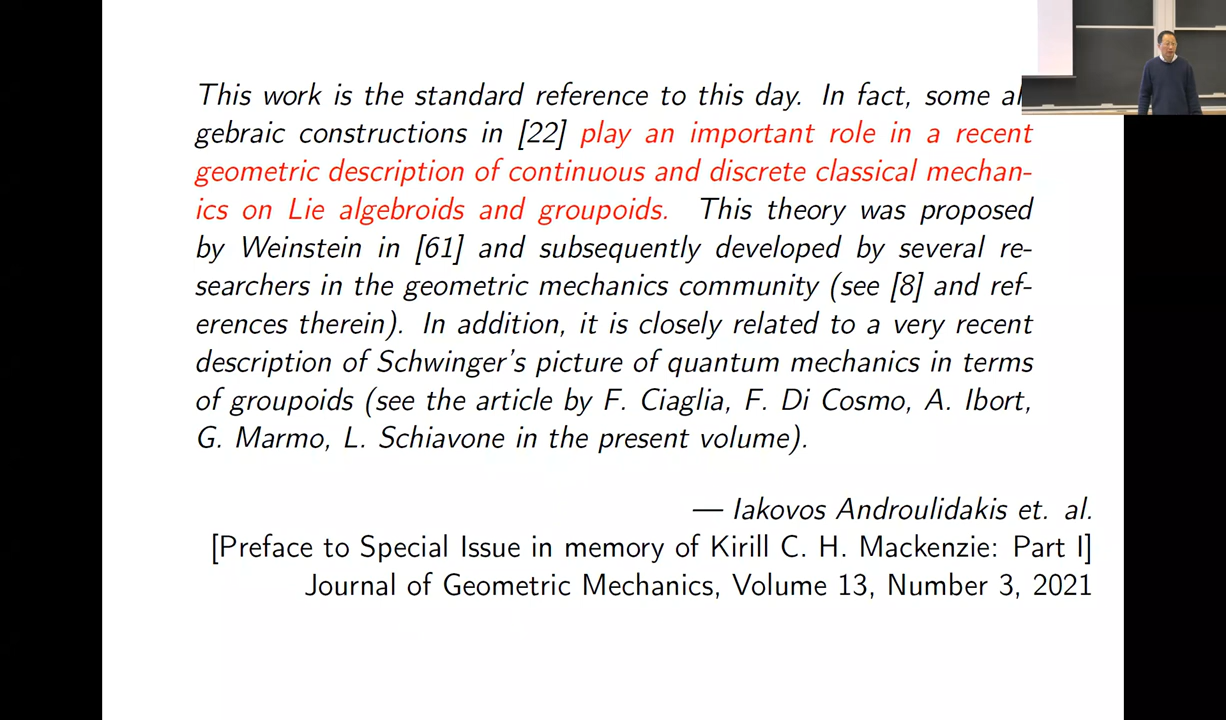 This work is the standard reference to this day. In fact, some al
gebraic constructions in [22] play an important role in a recent
geometric description of continuous and discrete classical mechan-
ics on Lie algebroids and groupoids. This theory was proposed
by Weinstein in [61] and subsequently developed by several re-
searchers in the geometric mechanics community (see [8] and ref-
erences therein). In addition, it is closely related to a very recent
description of Schwinger's picture of quantum mechanics in terms
of groupoids (see the article by F. Ciaglia, F. Di Cosmo, A. Ibort,
G. Marmo, L. Schiavone in the present volume).
— Iakovos Androulidakis et. al.
[Preface to Special Issue in memory of Kirill C. H. Mackenzie: Part I]
Journal of Geometric Mechanics, Volume 13, Number 3, 2021